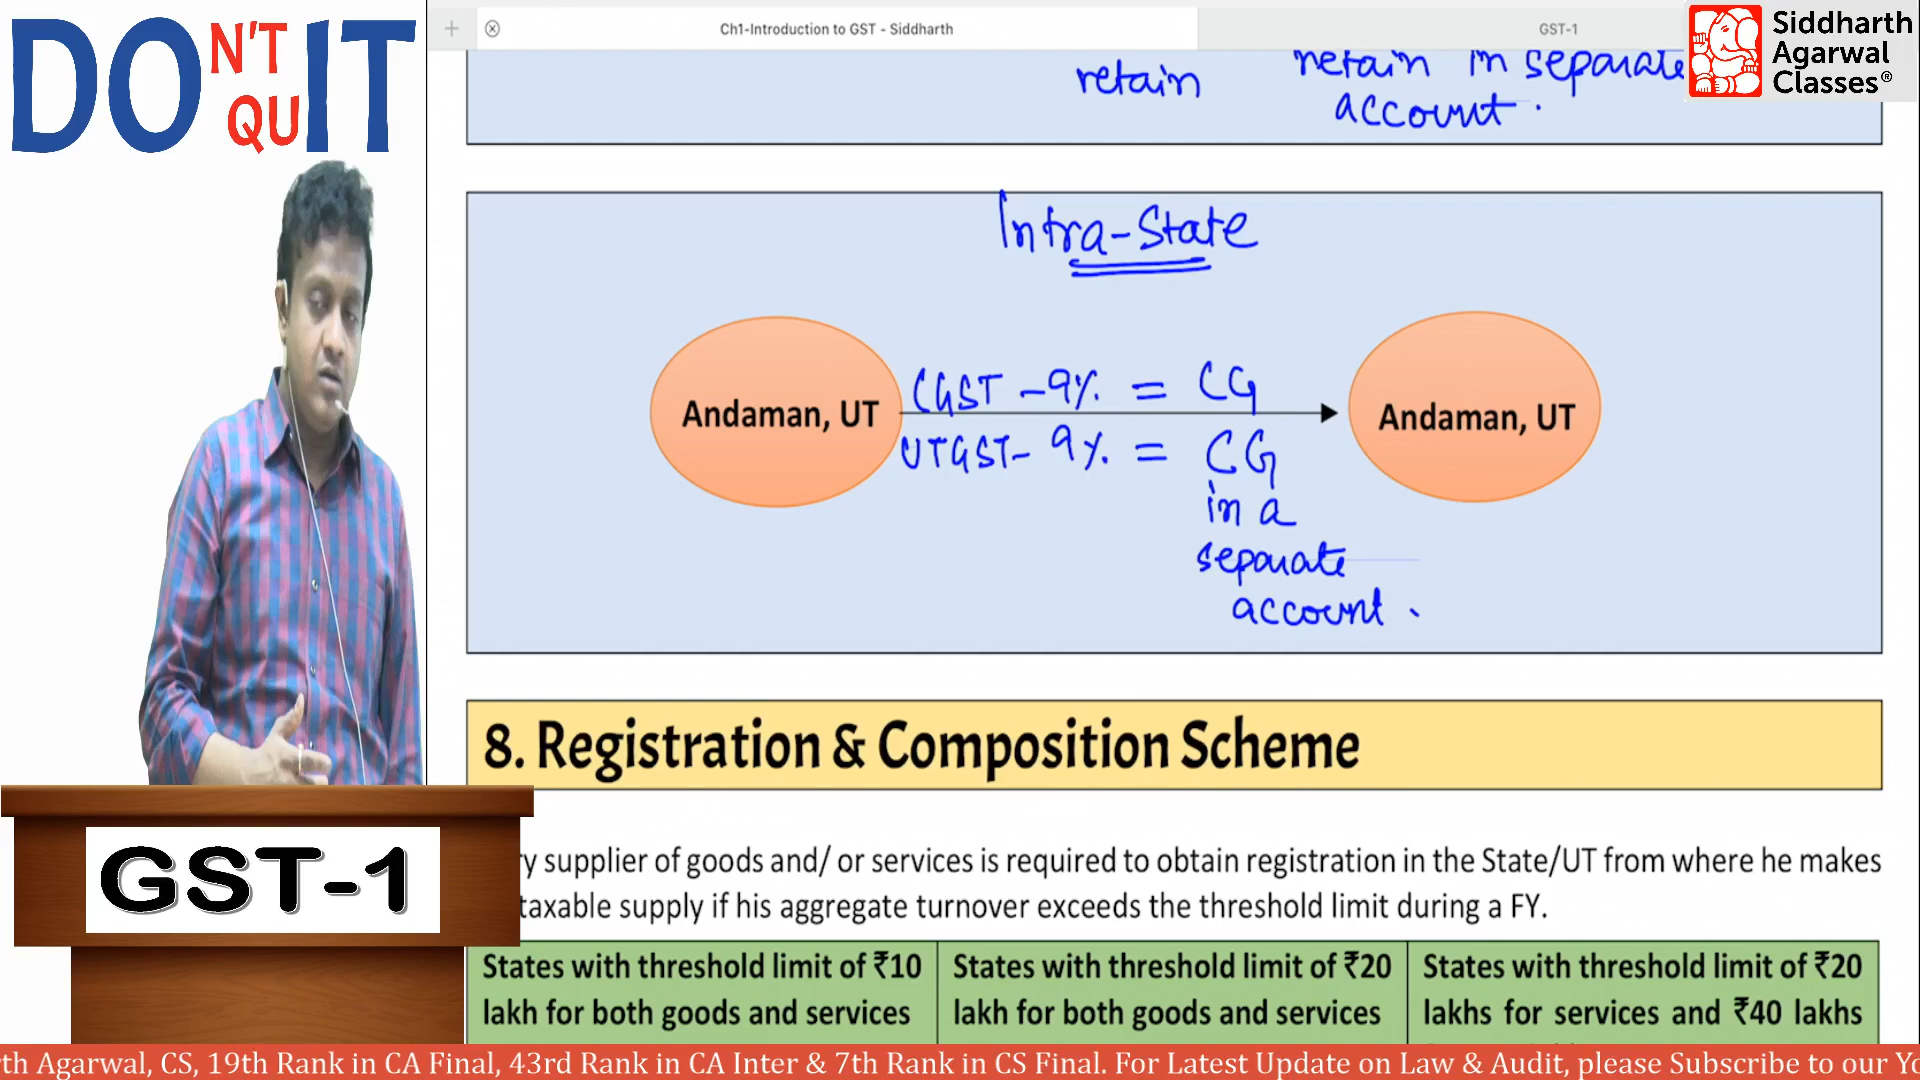 DON'T QUIT
Ch1-Introduction to GST - Siddharth
GST-1
Siddharth
Agarwal
Classes®
retain
retain in separate
account.
Intra-State
Andaman, UT
CGST - 9% = CG
UTGST - 9% = CG
in a
separate
account.
Andaman, UT
8. Registration & Composition Scheme
ry supplier of goods and/ or services is required to obtain registration in the State/UT from where he makes
taxable supply if his aggregate turnover exceeds the threshold limit during a FY.
States with threshold limit of ₹10
lakh for both goods and services
States with threshold limit of ₹20
lakh for both goods and services
States with threshold limit of ₹20
lakhs for services and ₹40 lakhs
GST-1
rth Agarwal, CS, 19th Rank in CA Final, 43rd Rank in CA Inter & 7th Rank in CS Final. For Latest Update on Law & Audit, please Subscribe to our Yo